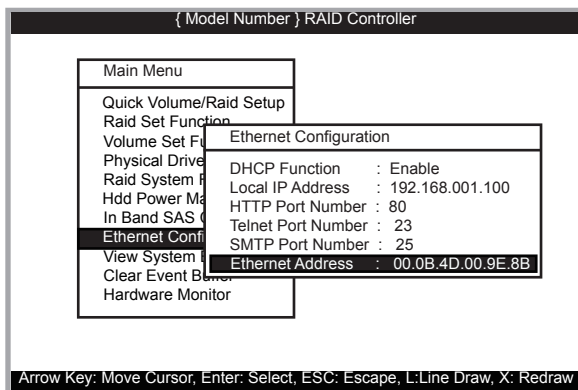 { Model Number } RAID Controller
Main Menu
Quick Volume/Raid Setup
Raid Set Function
Volume Set Fu
Physical Drive
Raid System F
Hdd Power Ma
In Band SAS
Ethernet Confi
View System
Clear Event Buffer
Hardware Monitor
Ethernet Configuration
DHCP Function : Enable
Local IP Address : 192.168.001.100
HTTP Port Number : 80
Telnet Port Number : 23
SMTP Port Number : 25
Ethernet Address : 00.0B.4D.00.9E.8B
Arrow Key: Move Cursor, Enter: Select, ESC: Escape, L:Line Draw, X: Redraw